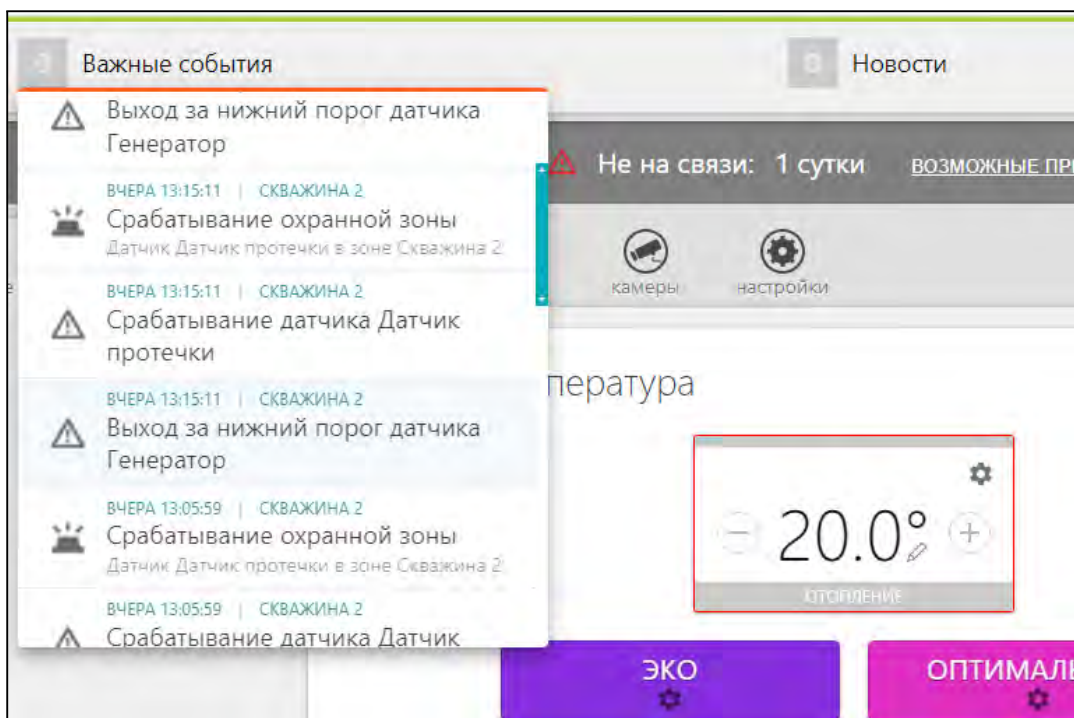 Важные события
0 Новости
Выход за нижний порог датчика
Генератор
ВЧЕРА 13:15:11 | СКВАЖИНА 2
Срабатывание охранной зоны
Датчик Датчик протечки в зоне Скважина 2
ВЧЕРА 13:15:11 | СКВАЖИНА 2
Срабатывание датчика Датчик
протечки
ВЧЕРА 13:15:11 | СКВАЖИНА 2
Выход за нижний порог датчика
Генератор
ВЧЕРА 13:05:59 | СКВАЖИНА 2
Срабатывание охранной зоны
Датчик Датчик протечки в зоне Скважина 2
ВЧЕРА 13:05:59 | СКВАЖИНА 2
Срабатывание датчика Датчик
Не на связи: 1 сутки ВОЗМОЖНЫЕ ПРИ
камеры настройки
пература
20.0°
ОТОПЛЕНИЕ
ЭКО ОПТИМАЛЬ